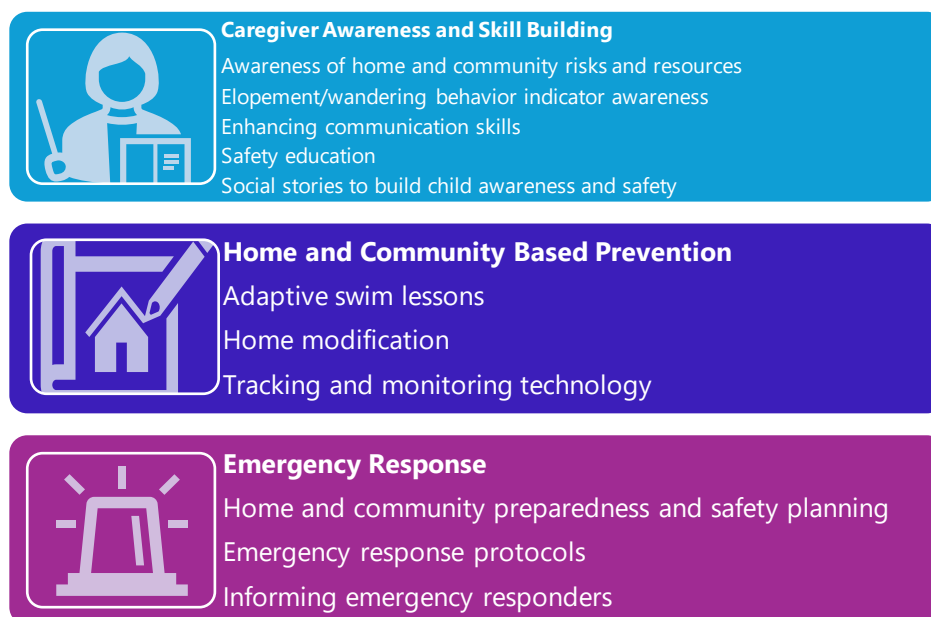 Caregiver Awareness and Skill Building
Awareness of home and community risks and resources
Elopement/wandering behavior indicator awareness
Enhancing communication skills
Safety education
Social stories to build child awareness and safety
Home and Community Based Prevention
Adaptive swim lessons
Home modification
Tracking and monitoring technology
Emergency Response
Home and community preparedness and safety planning
Emergency response protocols
Informing emergency responders